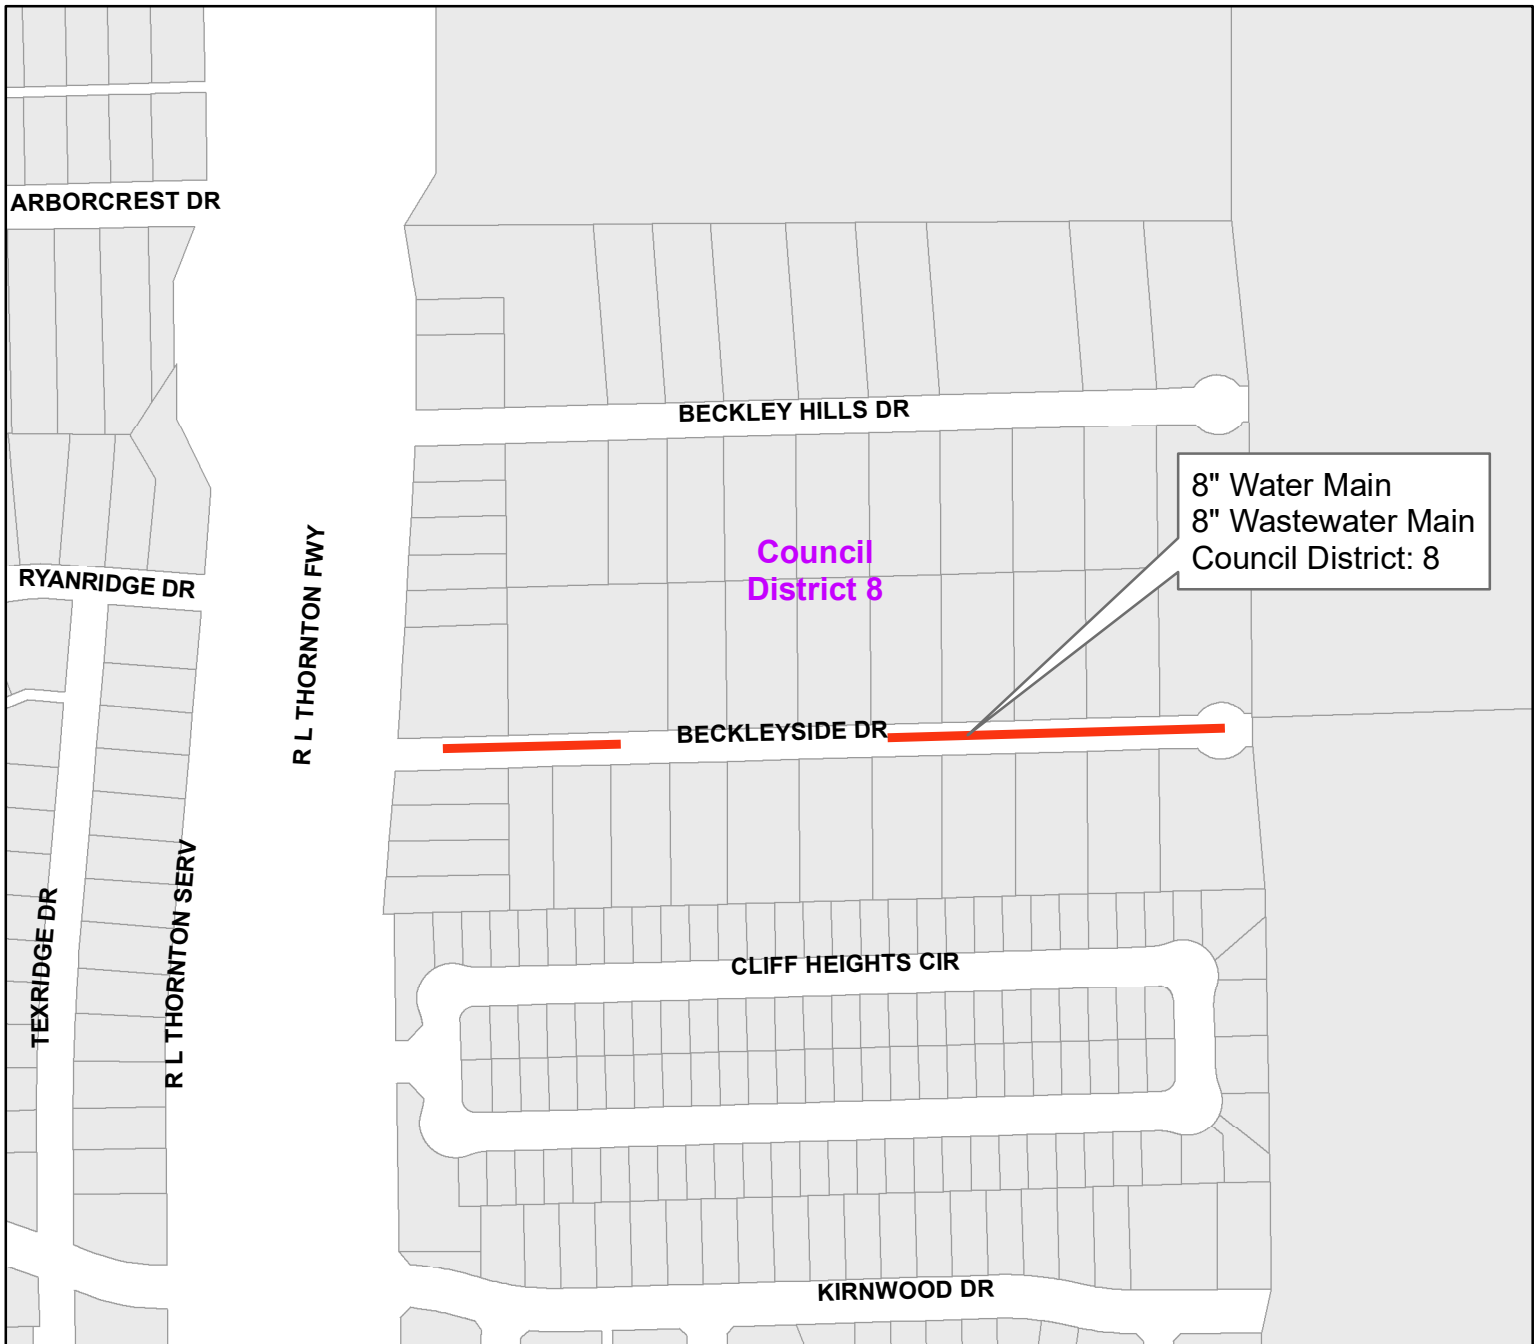 ARBORCREST DR
BECKLEY HILLS DR
8" Water Main
8" Wastewater Main
Council District: 8
Council
District 8
RYANRIDGE DR
R L THORNTON FWY
BECKLEYSIDE DR
TEXRIDGE DR
R L THORNTON SERV
CLIFF HEIGHTS CIR
KIRNWOOD DR